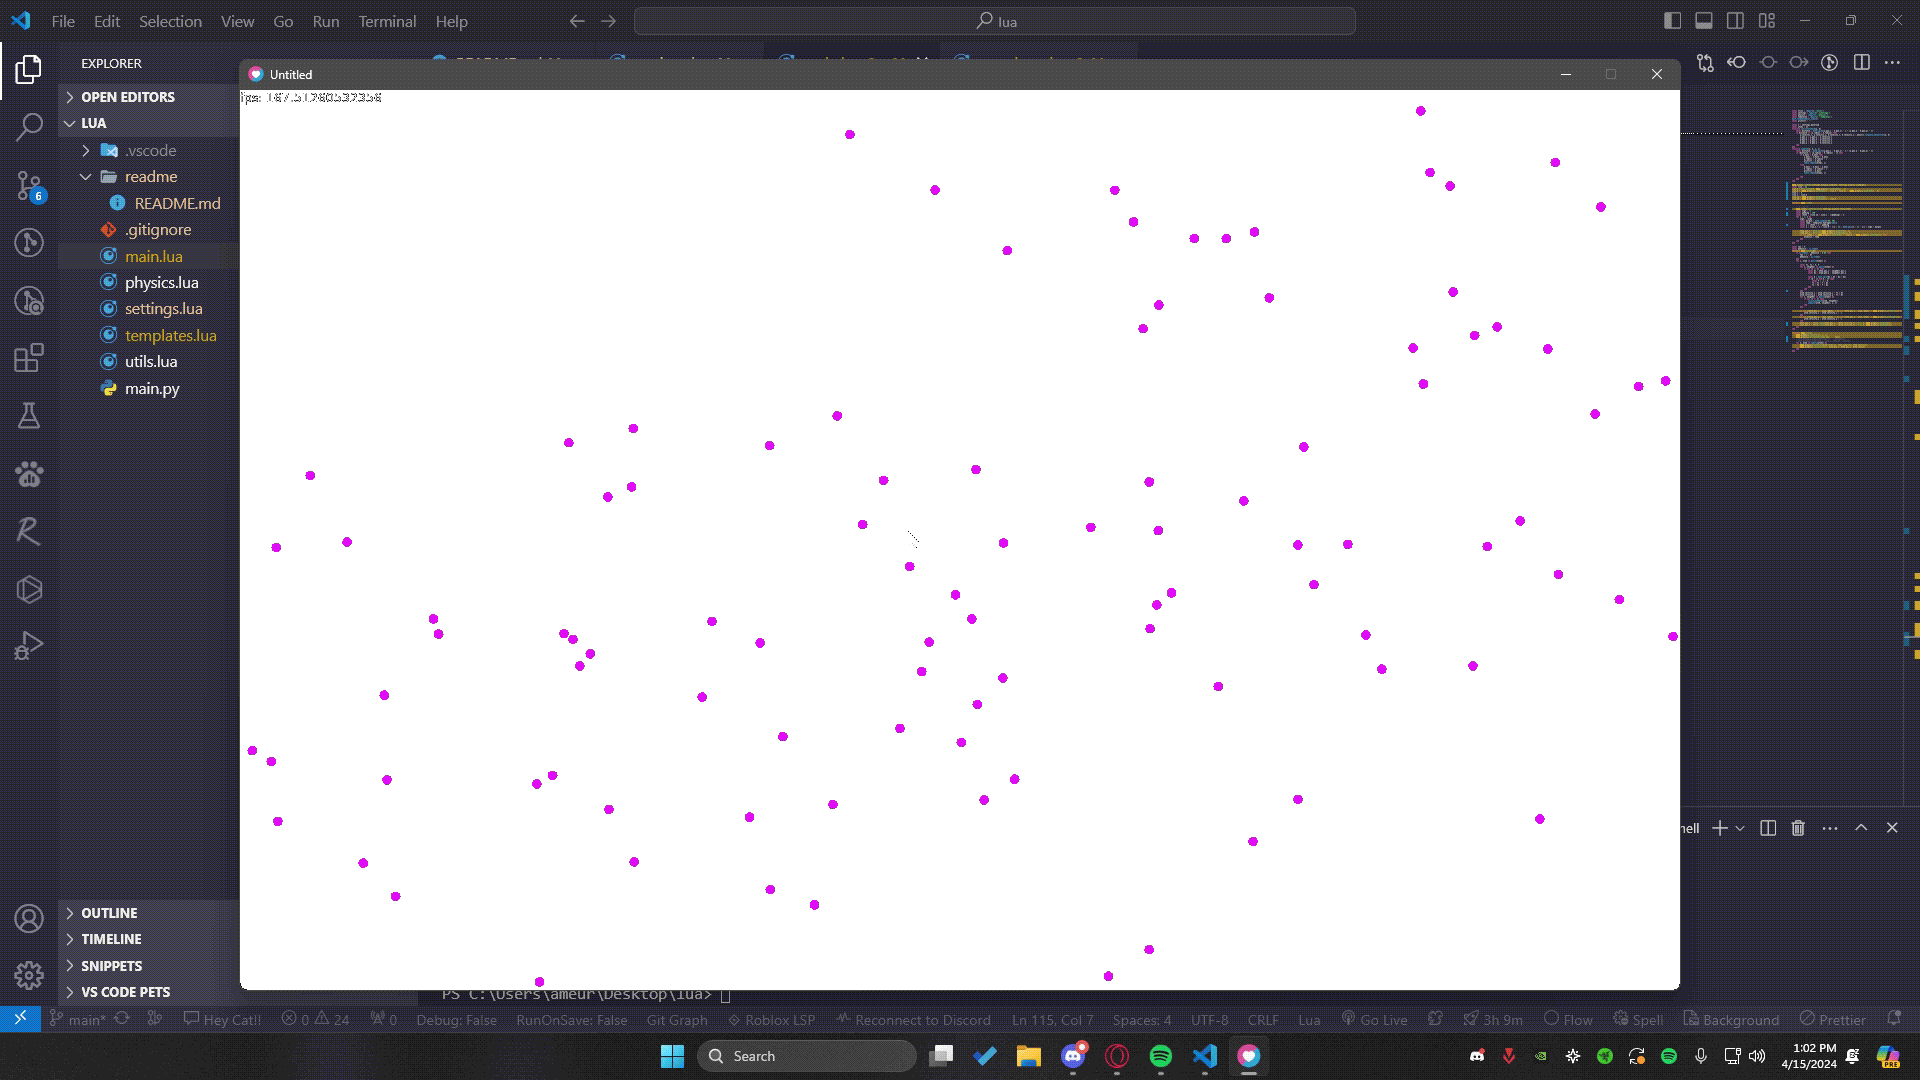 File Edit Selection View Go Run Terminal Help
lua
EXPLORER
Untitled
OPEN EDITORS
LUA
.vscode
readme
README.md
.gitignore
main.lua
physics.lua
settings.lua
templates.lua
utils.lua
main.py
6
fps: 167.51260532356
OUTLINE
TIMELINE
SNIPPETS
VS CODE PETS
PS C:\Users\ameur\Desktop\lua>
main* Hey Cat!! 0 24 0 Debug: False RunOnSave: False Git Graph Roblox LSP Reconnect to Discord Ln 115, Col 7 Spaces: 4 UTF-8 CRLF Lua Go Live 3h 9m Flow Spell Background Prettier
Search
1:02 PM
4/15/2024
PRE